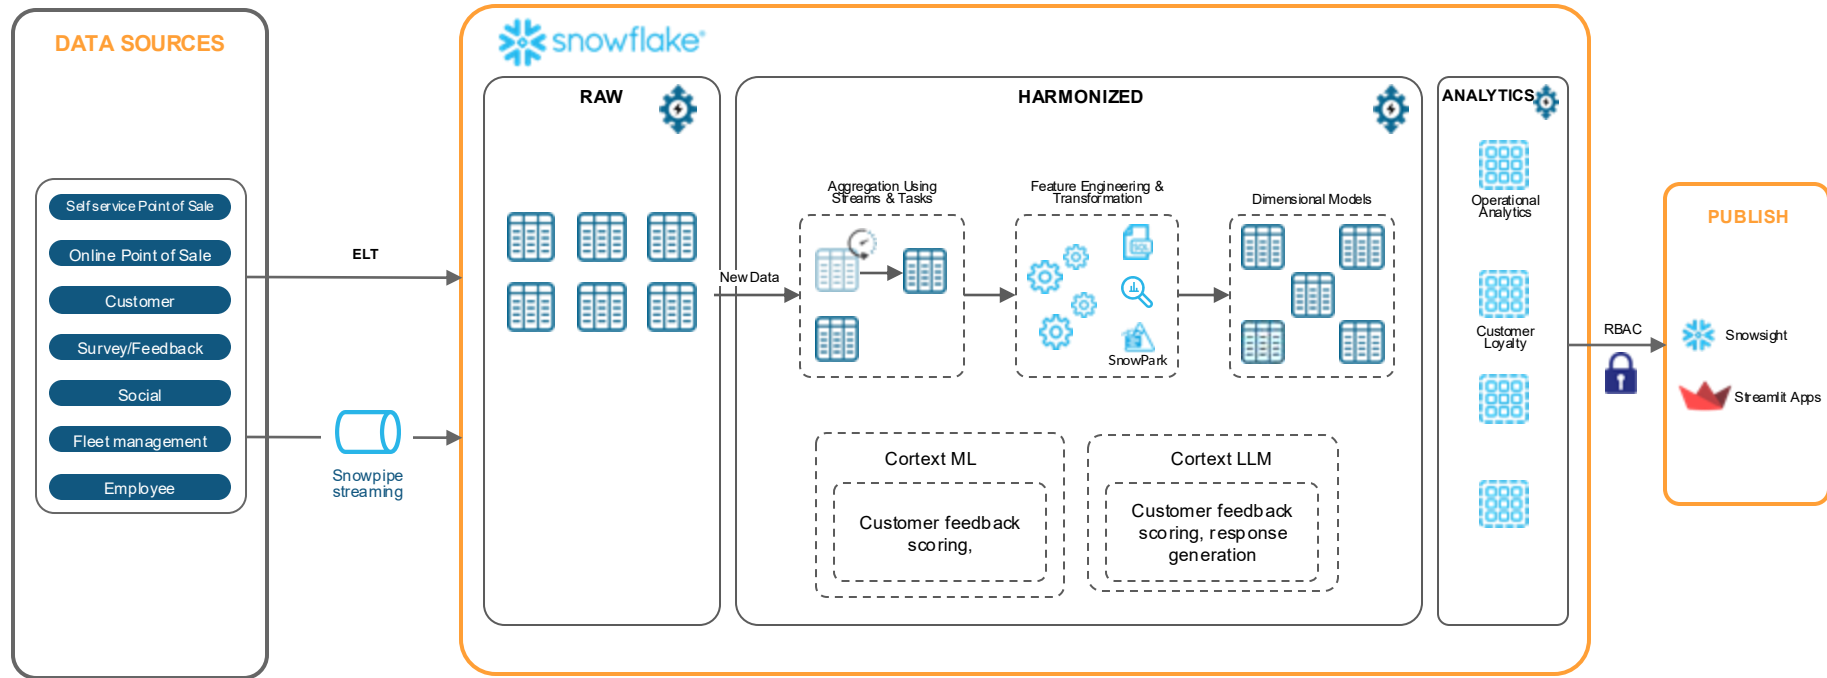 DATA SOURCES
Self service Point of Sale
Online Point of Sale
Customer
Survey/Feedback
Social
Fleet management
Employee
ELT
Snowpipe
streaming
snowflake®
RAW
New Data
HARMONIZED
Aggregation Using
Streams & Tasks
Feature Engineering &
Transformation
SQL
SnowPark
Dimensional Models
Cortext ML
Customer feedback
scoring,
Cortext LLM
Customer feedback
scoring, response
generation
ANALYTICS
Operational
Analytics
Customer
Loyalty
RBAC
PUBLISH
Snowsight
Streamlit Apps